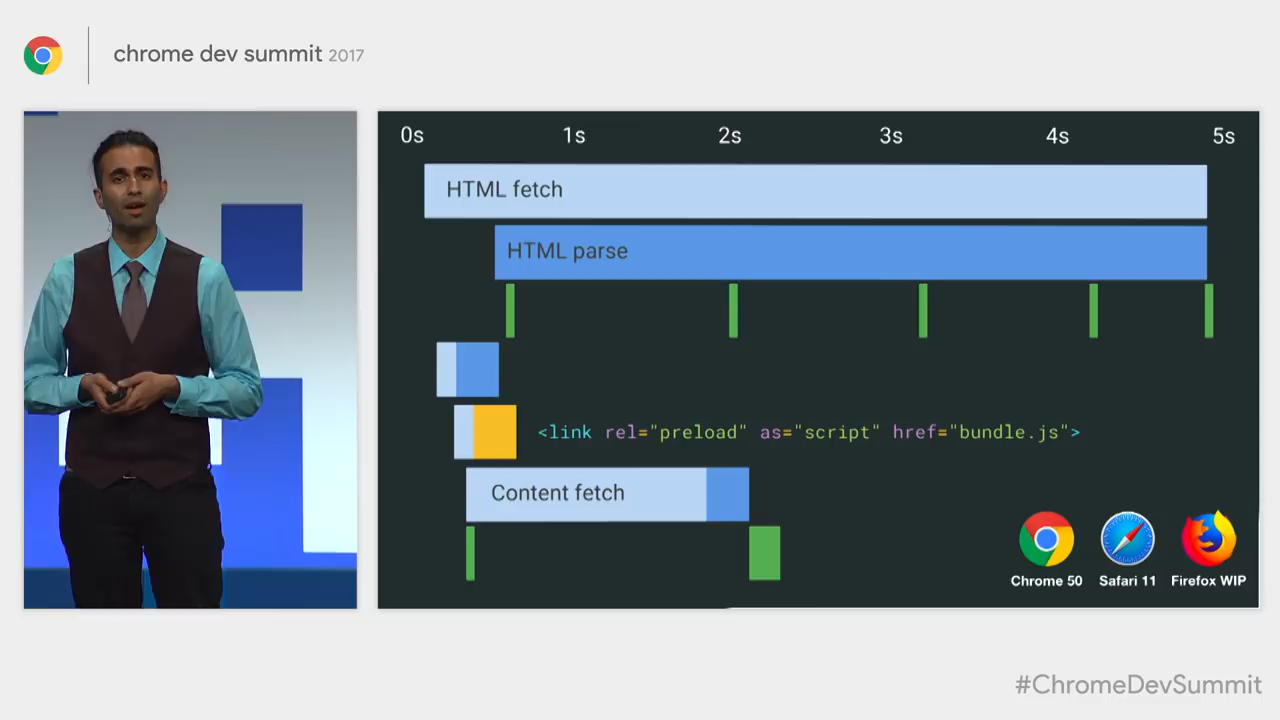 chrome dev summit 2017
0s 1s 2s 3s 4s 5s
HTML fetch
HTML parse
<link rel="preload" as="script" href="bundle.js">
Content fetch
Chrome 50 Safari 11 Firefox WIP
#ChromeDevSummit